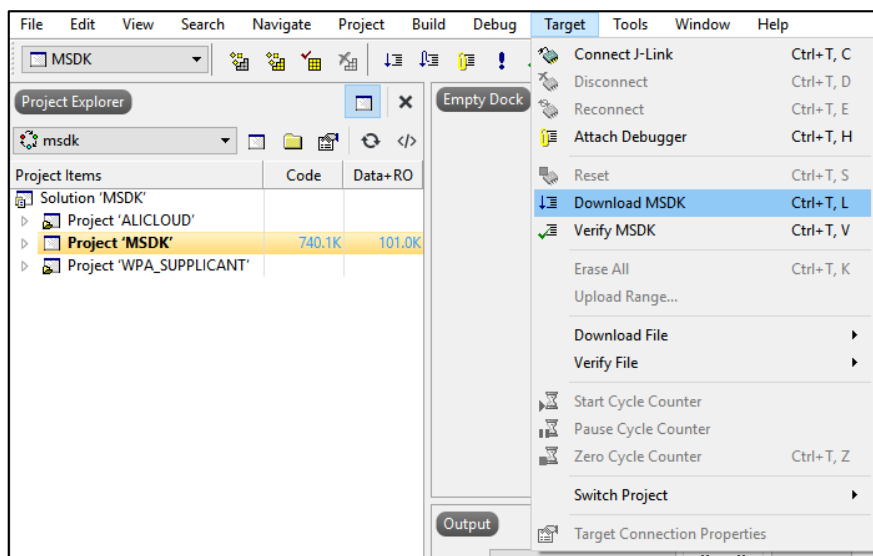 File Edit View Search Navigate Project Build Debug Target Tools Window Help
MSDK
Project Explorer
msdk
Project Items Code Data+RO
Solution 'MSDK'
Project 'ALICLOUD'
Project 'MSDK' 740.1K 101.0K
Project 'WPA_SUPPLICANT'
Empty Dock
Output
Connect J-Link Ctrl+T, C
Disconnect Ctrl+T, D
Reconnect Ctrl+T, E
Attach Debugger Ctrl+T, H
Reset Ctrl+T, S
Download MSDK Ctrl+T, L
Verify MSDK Ctrl+T, V
Erase All Ctrl+T, K
Upload Range...
Download File
Verify File
Start Cycle Counter
Pause Cycle Counter
Zero Cycle Counter Ctrl+T, Z
Switch Project
Target Connection Properties